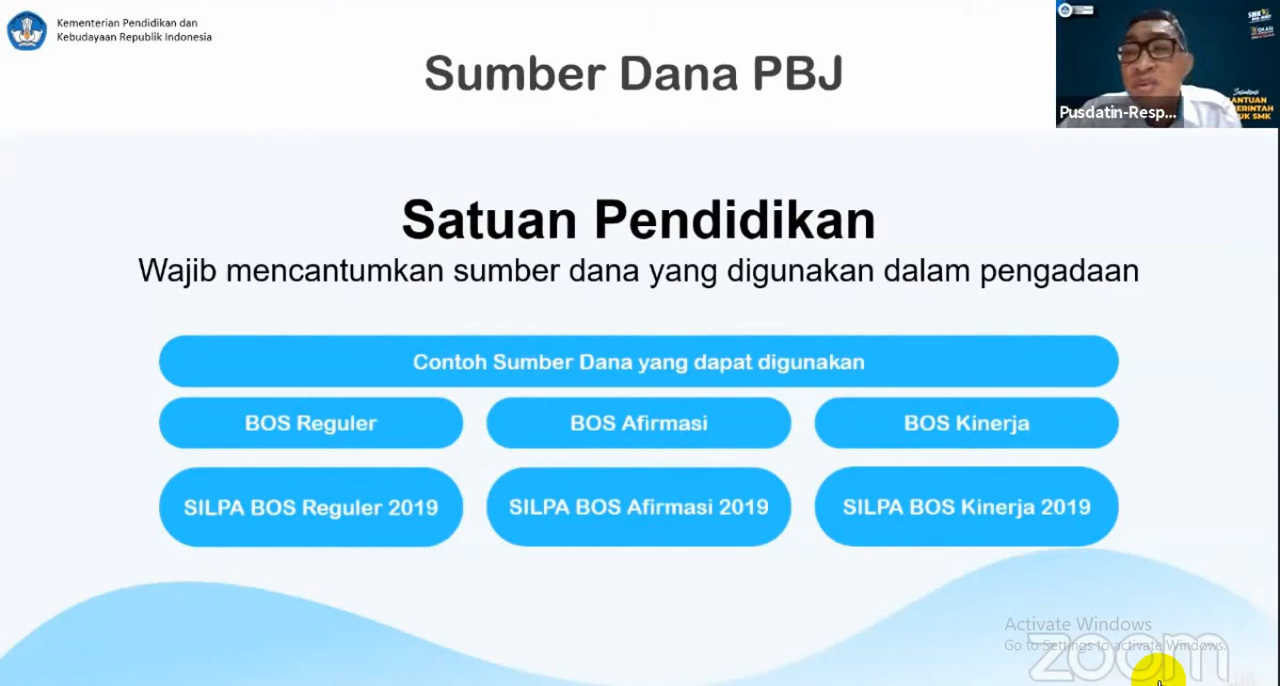 Kementerian Pendidikan dan
Kebudayaan Republik Indonesia
Sumber Dana PBJ
Pusdatin-Resp...
Satuan Pendidikan
Wajib mencantumkan sumber dana yang digunakan dalam pengadaan
Contoh Sumber Dana yang dapat digunakan
BOS Reguler
BOS Afirmasi
BOS Kinerja
SILPA BOS Reguler 2019
SILPA BOS Afirmasi 2019
SILPA BOS Kinerja 2019
Activate Windows
Go to Settings to activate Windows.
zoom